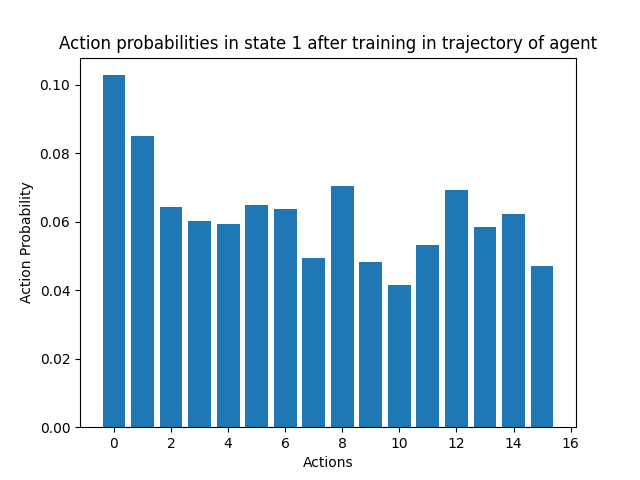 Action probabilities in state 1 after training in trajectory of agent
0.10
0.08
0.06
0.04
0.02
0.00
Action Probability
0 2 4 6 8 10 12 14 16
Actions